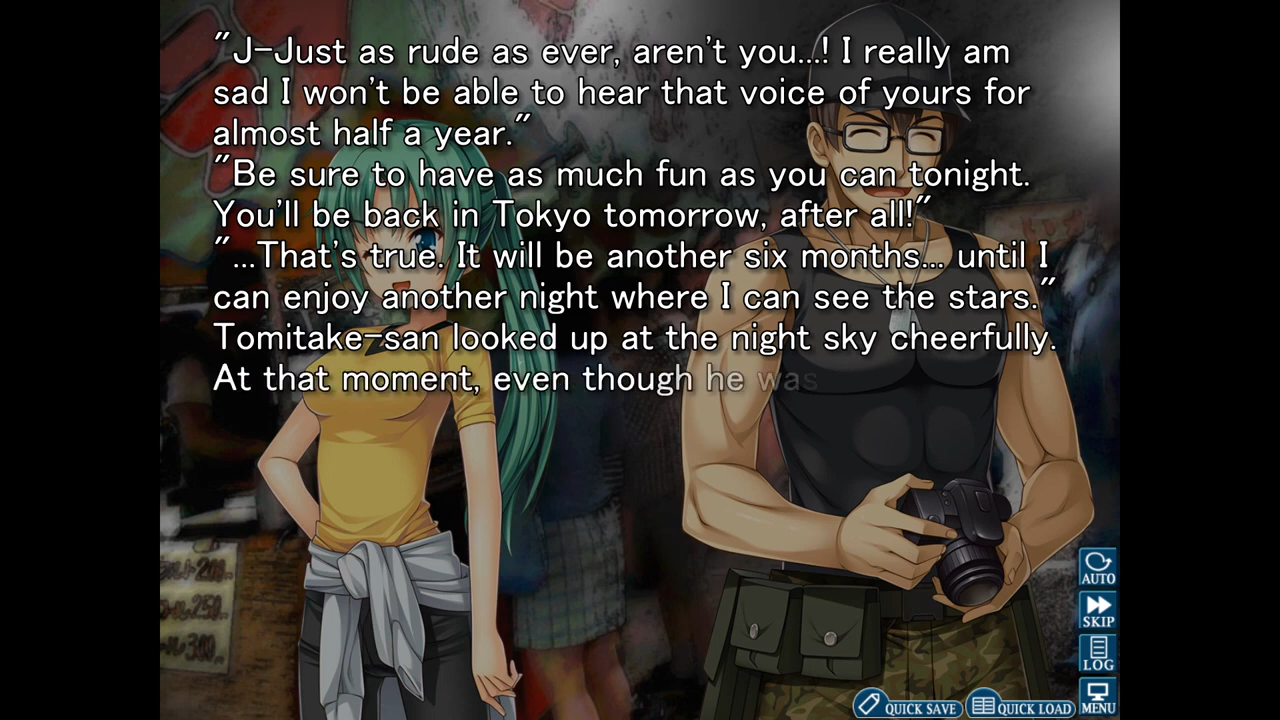 "J-Just as rude as ever, aren't you...! I really am
sad I won't be able to hear that voice of yours for
almost half a year."
"Be sure to have as much fun as you can tonight.
You'll be back in Tokyo tomorrow, after all!"
"...That's true. It will be another six months... until I
can enjoy another night where I can see the stars."
Tomitake-san looked up at the night sky cheerfully.
At that moment, even though he was
AUTO
SKIP
LOG
MENU
QUICK SAVE
QUICK LOAD